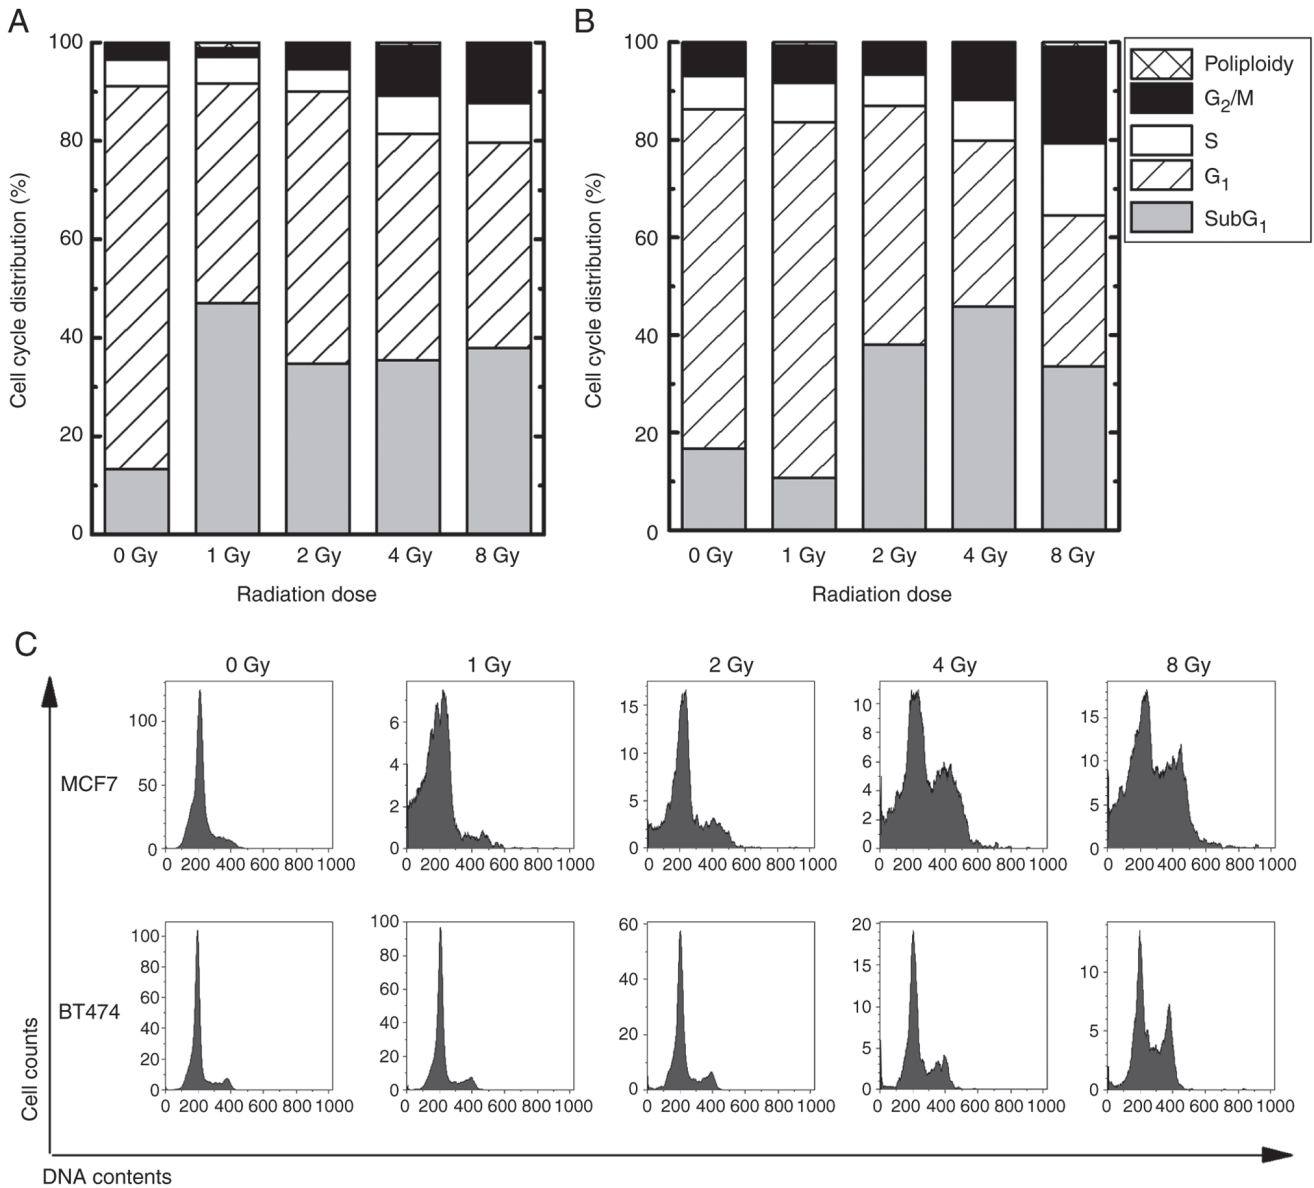 A
B
100
80
60
40
20
0
Cell cycle distribution (%)
0 Gy 1 Gy 2 Gy 4 Gy 8 Gy
Radiation dose
100
80
60
40
20
0
Cell cycle distribution (%)
0 Gy 1 Gy 2 Gy 4 Gy 8 Gy
Radiation dose
Poliploidy
G2/M
S
G1
SubG1
C
0 Gy 1 Gy 2 Gy 4 Gy 8 Gy
MCF7
100
50
0
0 200 400 600 800 1000
6
4
2
0
0 200 400 600 800 1000
15
10
5
0
0 200 400 600 800 1000
10
8
6
4
2
0
0 200 400 600 800 1000
15
10
5
0
0 200 400 600 800 1000
BT474
100
80
60
40
20
0
0 200 400 600 800 1000
100
80
60
40
20
0
0 200 400 600 800 1000
60
40
20
0
0 200 400 600 800 1000
20
15
10
5
0
0 200 400 600 800 1000
10
5
0
0 200 400 600 800 1000
Cell counts
DNA contents